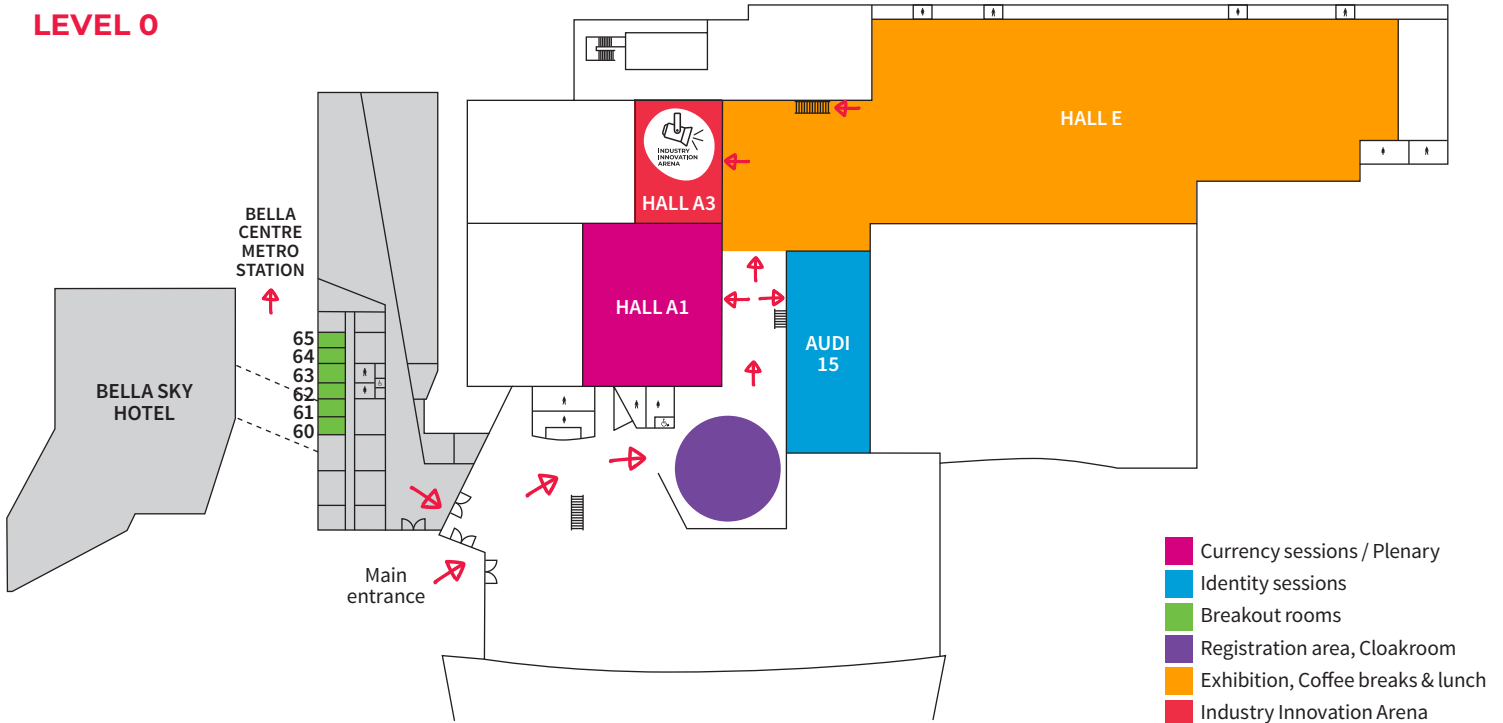 LEVEL 0
HALL E
INDUSTRY
INNOVATION
ARENA
HALL A3
BELLA
CENTRE
METRO
STATION
HALL A1
65
64
63
62
61
60
AUDI
15
BELLA SKY
HOTEL
Main
entrance
Currency sessions / Plenary
Identity sessions
Breakout rooms
Registration area, Cloakroom
Exhibition, Coffee breaks & lunch
Industry Innovation Arena